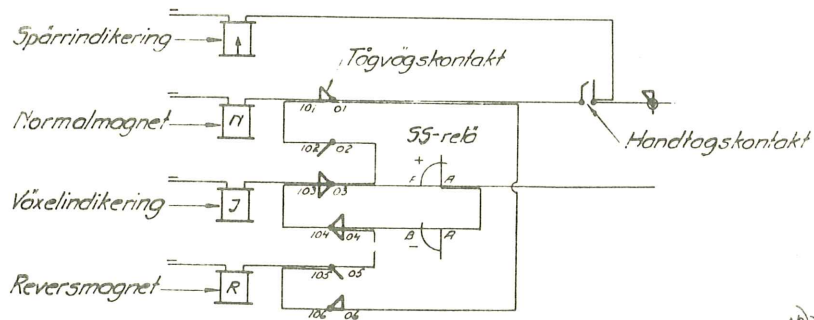 Spärrindikering
Tågvägskontakt
101 01
Normalmagnet N
102 02
SS-relä
Handtagskontakt
+
103 03 F A
Växelindikering J
104 04 B A
-
105 05
Reversmagnet R
106 06